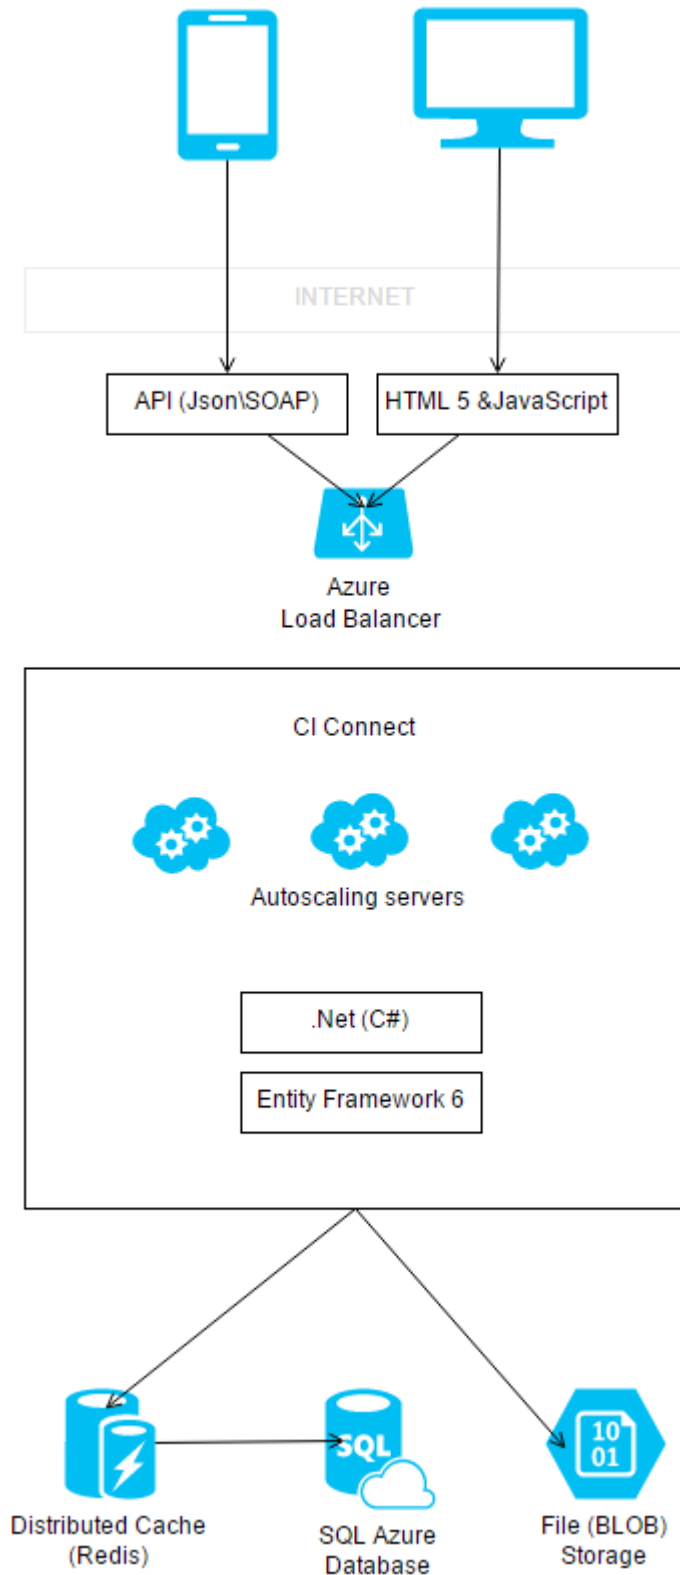 INTERNET
API (Json\SOAP)
HTML 5 &JavaScript
Azure
Load Balancer
CI Connect
Autoscaling servers
.Net (C#)
Entity Framework 6
SQL
10
01
Distributed Cache
(Redis)
SQL Azure
Database
File (BLOB)
Storage